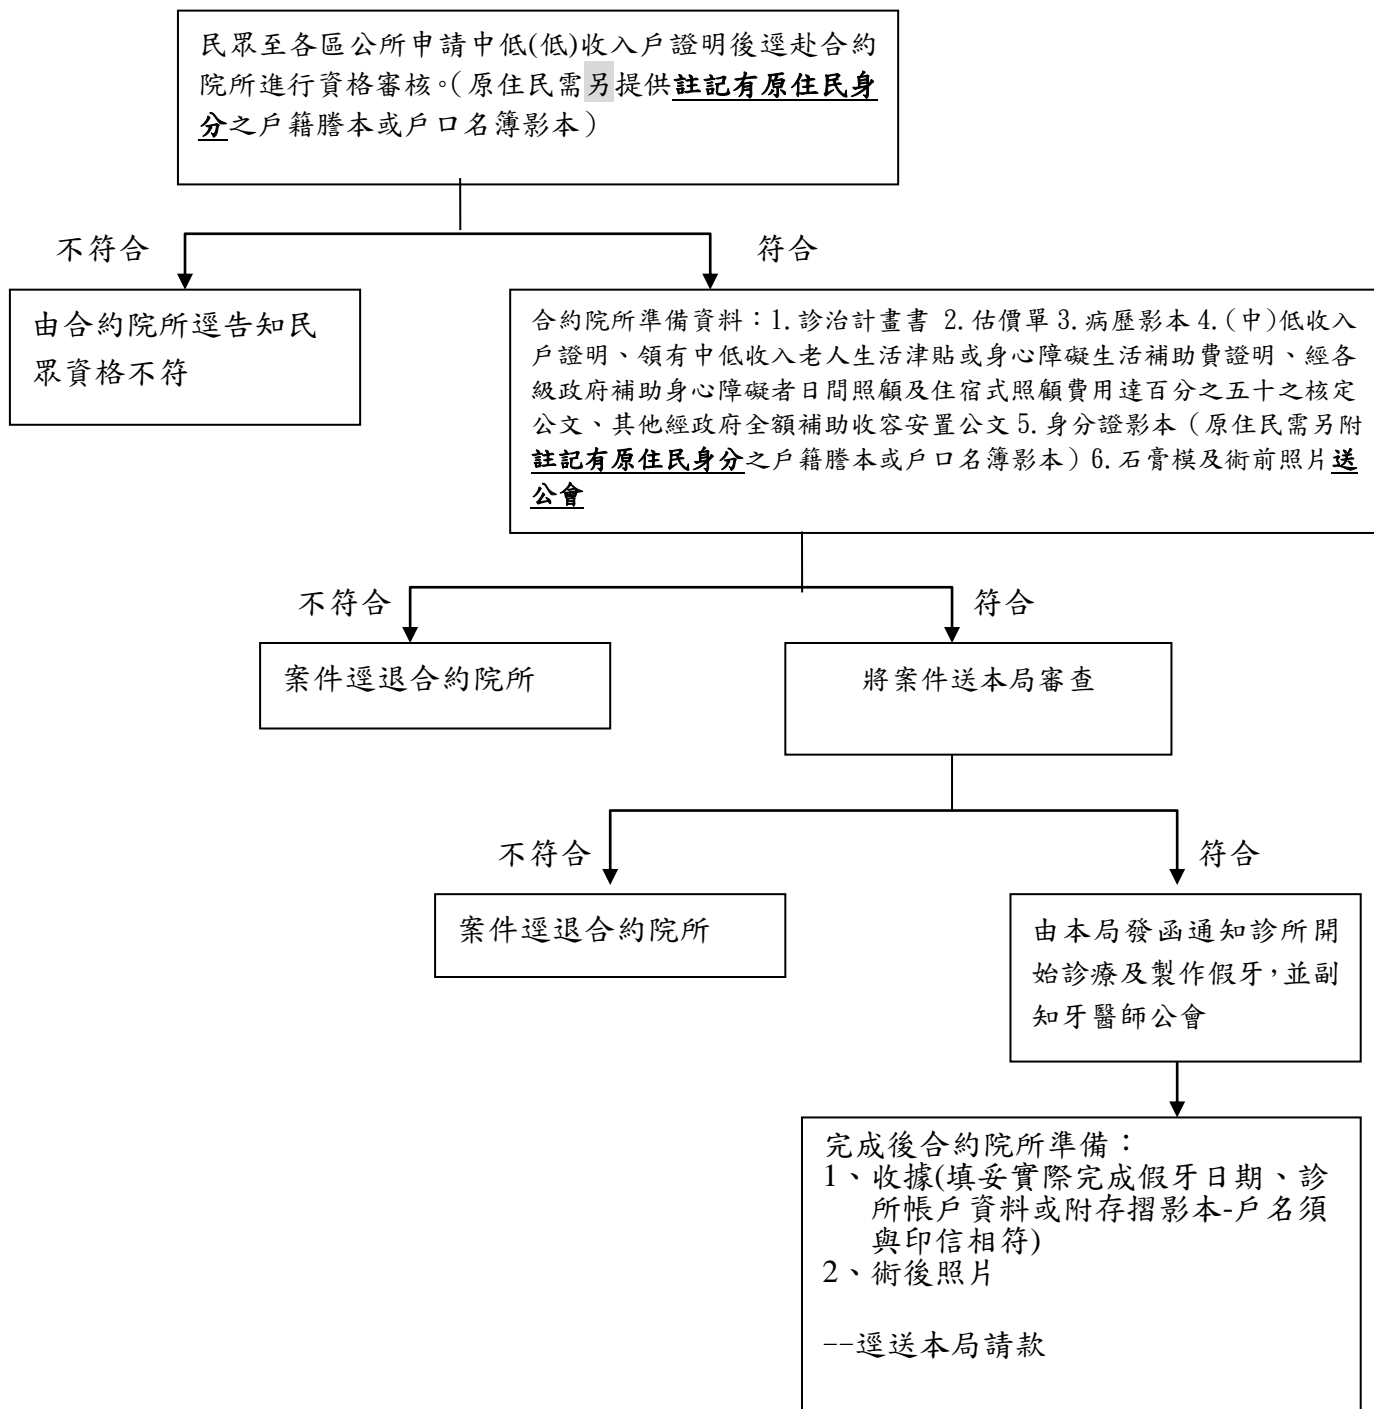 民眾至各區公所申請中低(低)收入戶證明後逕赴合約
院所進行資格審核。(原住民需另提供註記有原住民身
分之戶籍謄本或戶口名簿影本)
不符合
符合
由合約院所逕告知民
眾資格不符
合約院所準備資料：1.診治計畫書 2.估價單 3.病歷影本 4.(中)低收入
戶證明、領有中低收入老人生活津貼或身心障礙生活補助費證明、經各
級政府補助身心障礙者日間照顧及住宿式照顧費用達百分之五十之核定
公文、其他經政府全額補助收容安置公文 5.身分證影本（原住民需另附
註記有原住民身分之戶籍謄本或戶口名簿影本）6.石膏模及術前照片送
公會
不符合
符合
案件逕退合約院所
將案件送本局審查
不符合
符合
案件逕退合約院所
由本局發函通知診所開
始診療及製作假牙，並副
知牙醫師公會
完成後合約院所準備：
1、收據(填妥實際完成假牙日期、診
所帳戶資料或附存摺影本-戶名須
與印信相符)
2、術後照片
--逕送本局請款